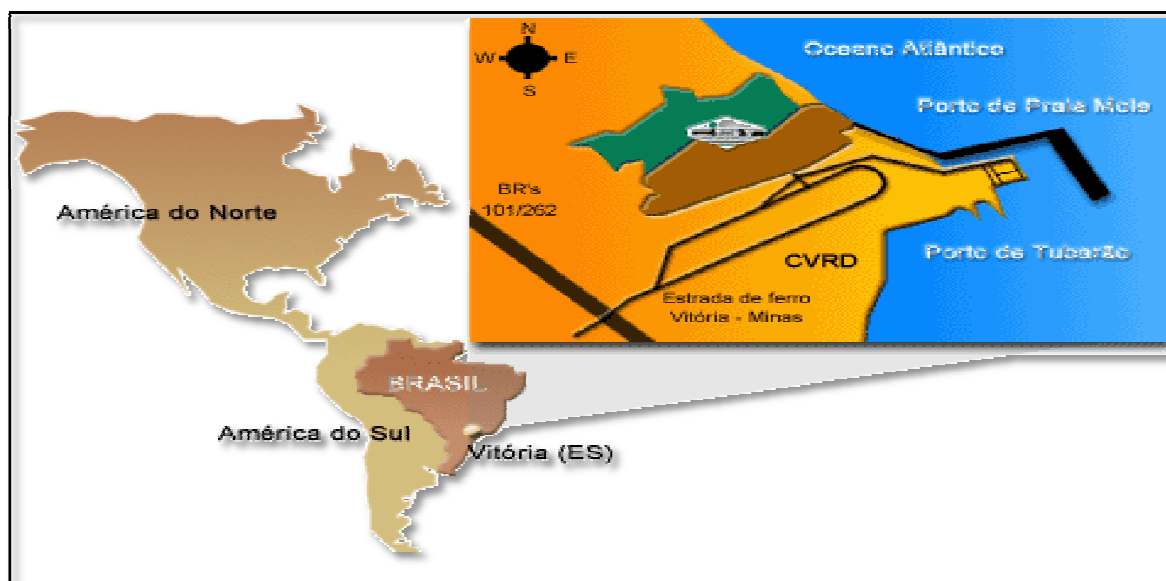 N
W E
S
Oceano Atlântico
Porto de Praia Mole
BR's
101/262
CVRD
Porto de Tubarão
Estrada de ferro
Vitória - Minas
América do Norte
BRASIL
América do Sul
Vitória (ES)